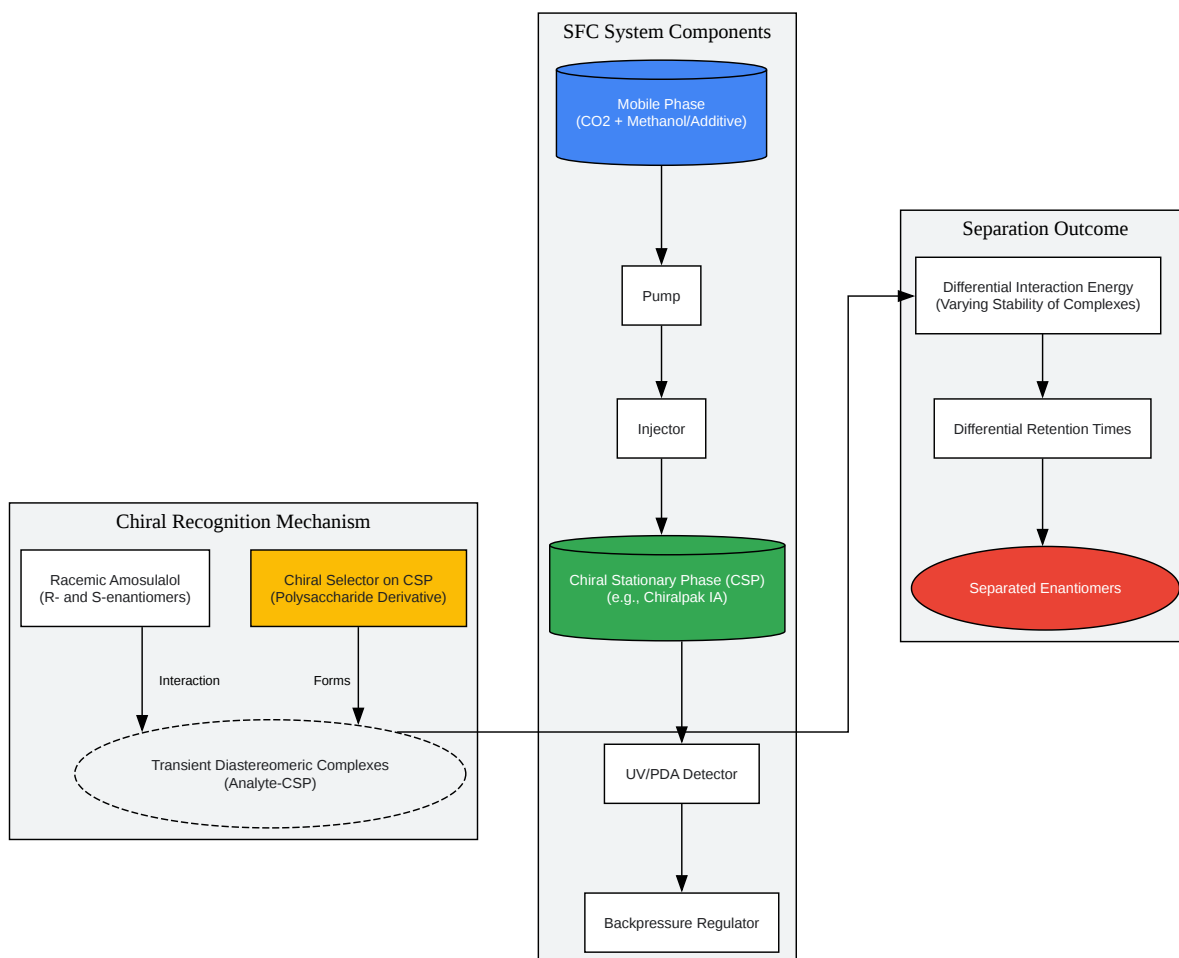 SFC System Components
Mobile Phase
(CO2 + Methanol/Additive)
Pump
Injector
Chiral Stationary Phase (CSP)
(e.g., Chiralpak IA)
UV/PDA Detector
Backpressure Regulator
Chiral Recognition Mechanism
Racemic Amosulalol
(R- and S-enantiomers)
Chiral Selector on CSP
(Polysaccharide Derivative)
Interaction
Forms
Transient Diastereomeric Complexes
(Analyte-CSP)
Separation Outcome
Differential Interaction Energy
(Varying Stability of Complexes)
Differential Retention Times
Separated Enantiomers